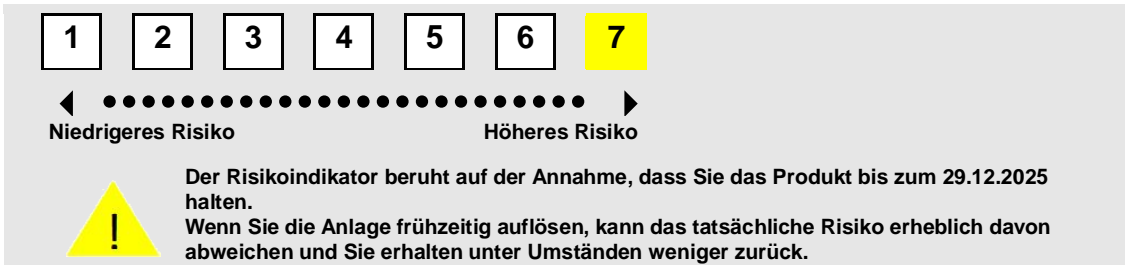 1 2 3 4 5 6 7
Niedrigeres Risiko Höheres Risiko
Der Risikoindikator beruht auf der Annahme, dass Sie das Produkt bis zum 29.12.2025
halten.
Wenn Sie die Anlage frühzeitig auflösen, kann das tatsächliche Risiko erheblich davon
abweichen und Sie erhalten unter Umständen weniger zurück.
!